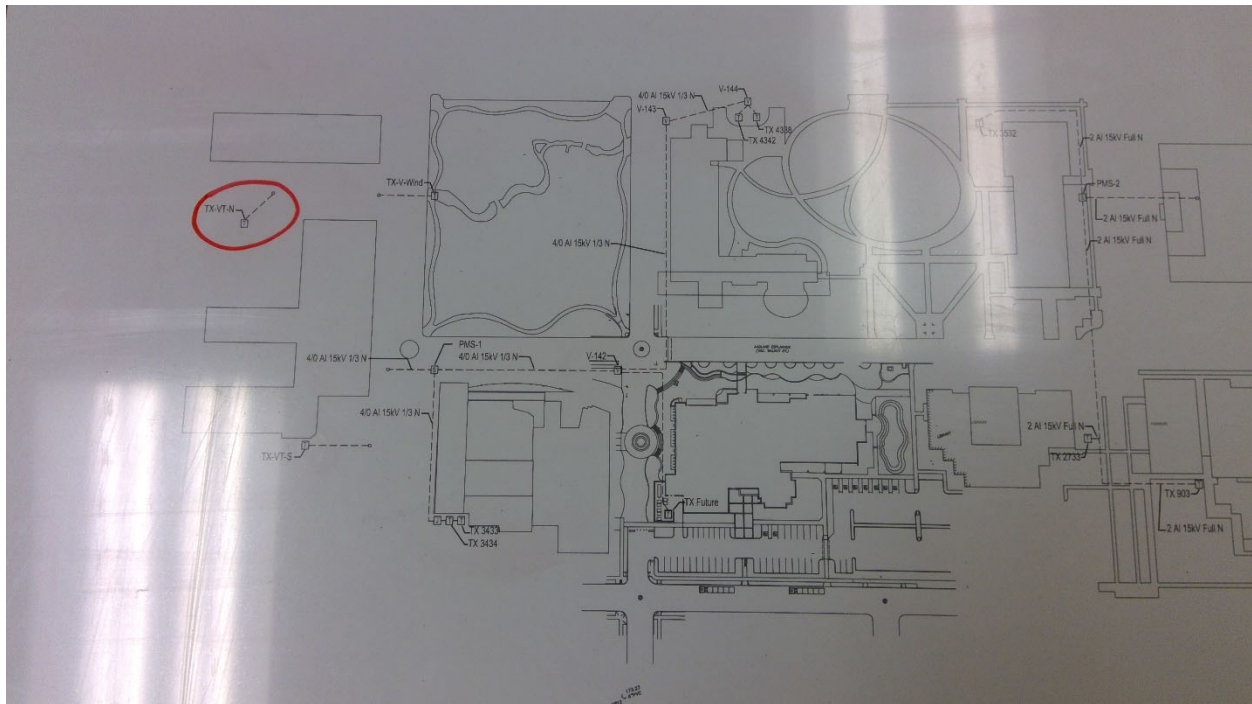 V-144
4/0 Al 15kV 1/3 N
V-143
TX 4338
TX 4342
TX 3532
2 Al 15kV Full N
TX-V-Wind
PMS-2
TX-VT-N
2 Al 15kV Full N
4/0 Al 15kV 1/3 N
2 Al 15kV Full N
PMS-1
4/0 Al 15kV 1/3 N
4/0 Al 15kV 1/3 N
V-142
4/0 Al 15kV 1/3 N
2 Al 15kV Full N
TX-VT-S
TX 2733
TX 903
TX Future
2 Al 15kV Full N
TX 3433
TX 3434